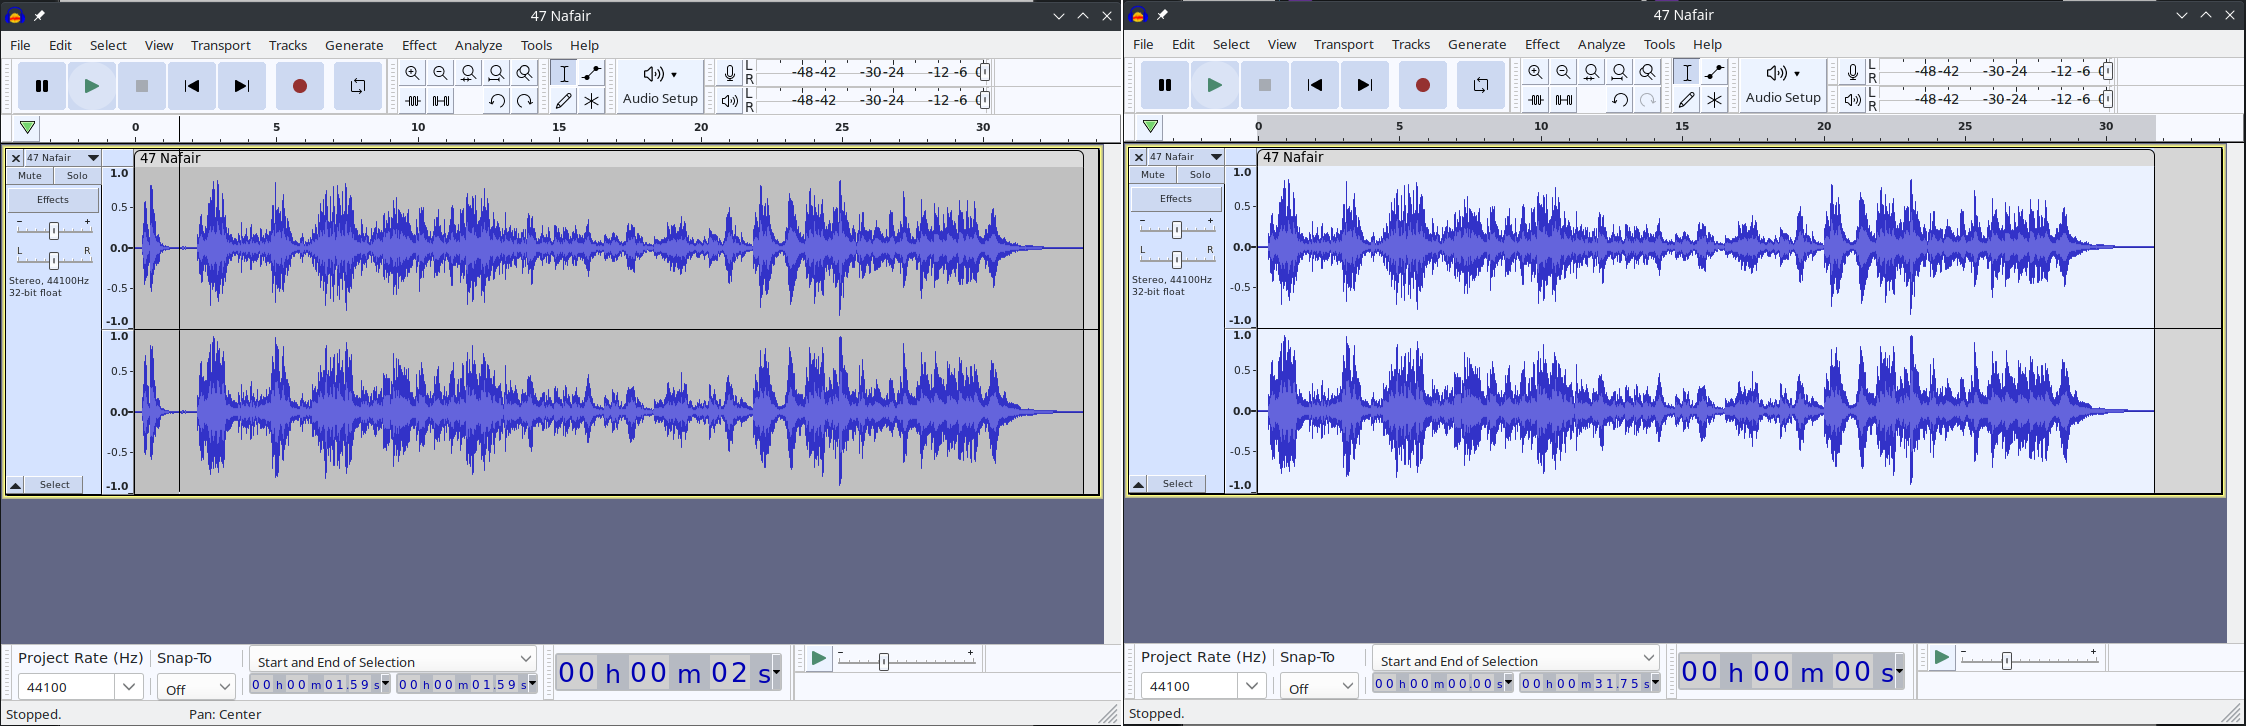 47 Nafair
File Edit Select View Transport Tracks Generate Effect Analyze Tools Help
L
R
-48 -42 -30 -24 -12 -6 0
Audio Setup
L
R
-48 -42 -30 -24 -12 -6 0
0 5 10 15 20 25 30
47 Nafair
47 Nafair
Mute Solo
Effects
- +
L R
Stereo, 44100Hz
32-bit float
Select
1.0
0.5
0.0
-0.5
-1.0
1.0
0.5
0.0
-0.5
-1.0
Project Rate (Hz) Snap-To
Start and End of Selection
44100
Off
00 h 00 m 01.59 s 00 h 00 m 01.59 s
00 h 00 m 02 s
- +
Stopped. Pan: Center
47 Nafair
File Edit Select View Transport Tracks Generate Effect Analyze Tools Help
L
R
-48 -42 -30 -24 -12 -6 0
Audio Setup
L
R
-48 -42 -30 -24 -12 -6 0
0 5 10 15 20 25 30
47 Nafair
47 Nafair
Mute Solo
Effects
- +
L R
Stereo, 44100Hz
32-bit float
Select
1.0
0.5
0.0
-0.5
-1.0
1.0
0.5
0.0
-0.5
-1.0
Project Rate (Hz) Snap-To
Start and End of Selection
44100
Off
00 h 00 m 00.00 s 00 h 00 m 31.75 s
00 h 00 m 00 s
- +
Stopped.